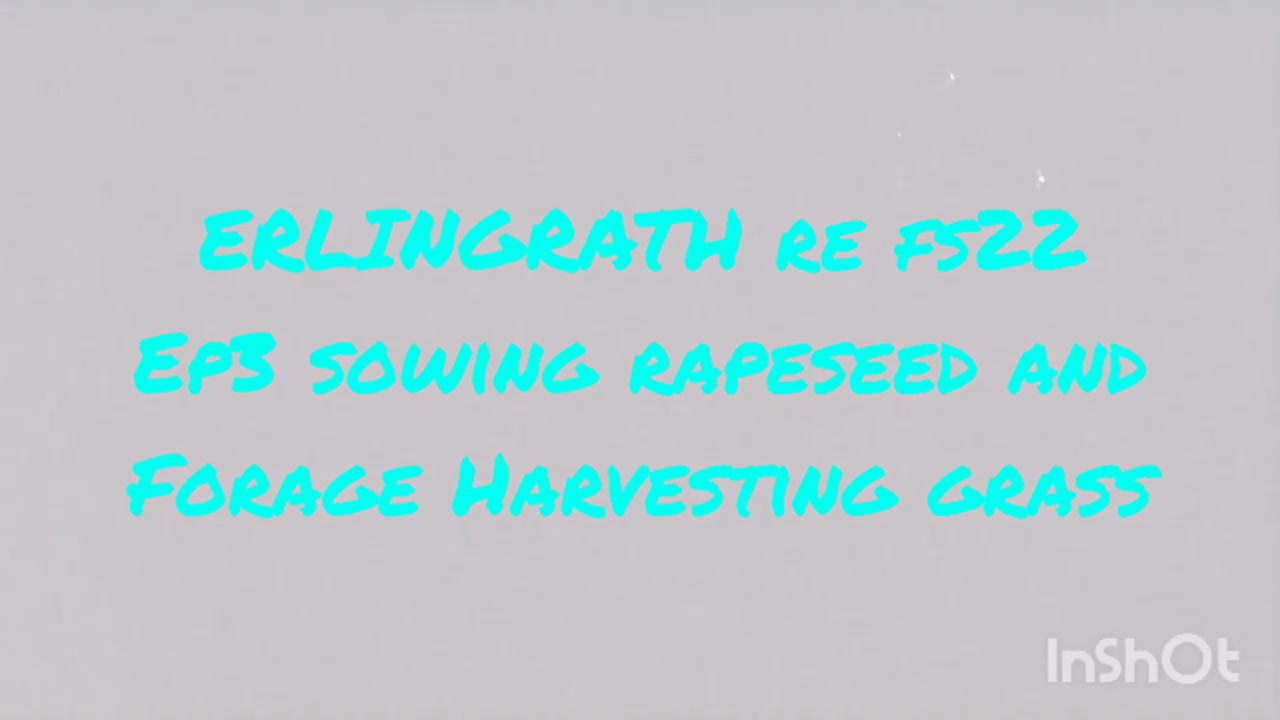 ERLINGRATH RE FS22
EP3 SOWING RAPESEED AND
FORAGE HARVESTING GRASS
InShOt